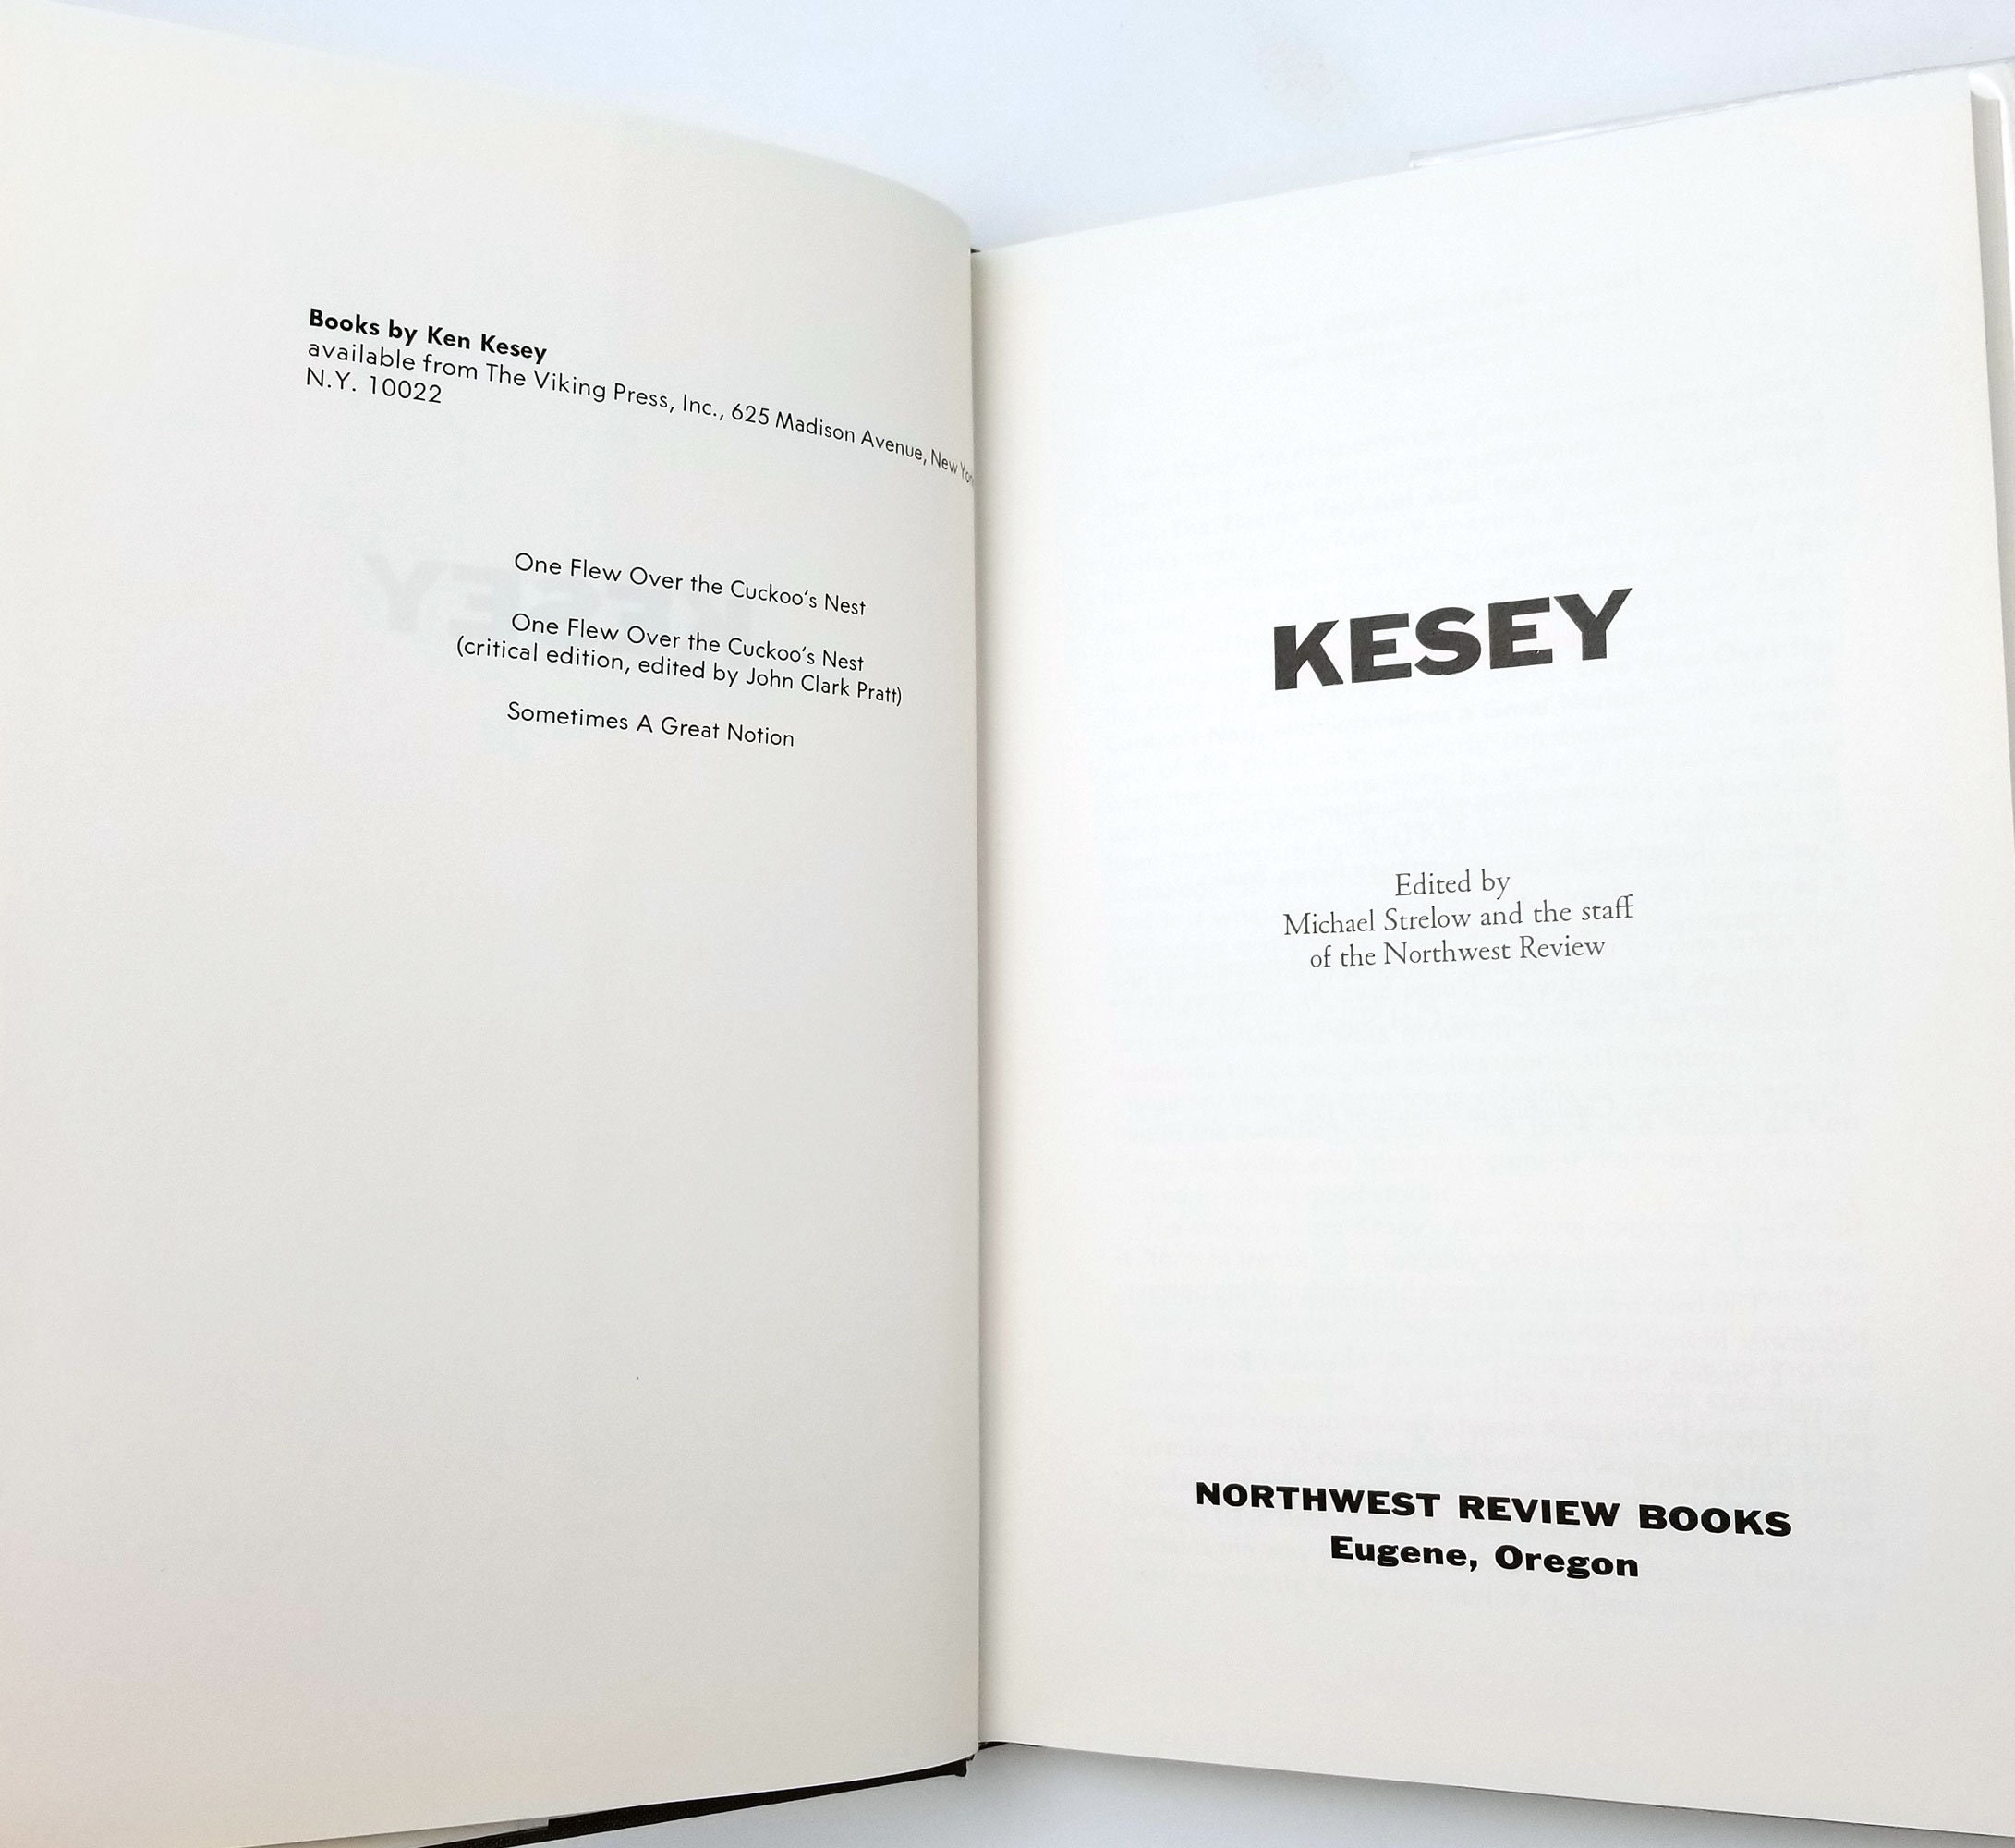 Books by Ken Kesey
available from The Viking Press, Inc., 625 Madison Avenue, New
N.Y. 10022
One Flew Over the Cuckoo's Nest
One Flew Over the Cuckoo's Nest
(critical edition, edited by John Clark Pratt)
Sometimes A Great Notion
KESEY
Edited by
Michael Strelow and the staff
of the Northwest Review
NORTHWEST REVIEW BOOKS
Eugene, Oregon